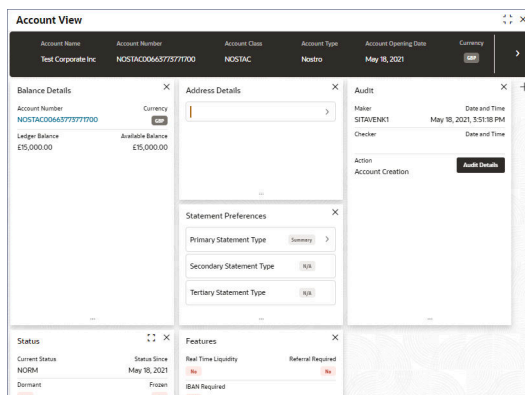 Account View
Account Name Account Number Account Class Account Type Account Opening Date Currency
Test Corporate Inc NOSTAC00663773771700 NOSTAC Nostro May 18, 2021 GBP
Balance Details
Account Number Currency
NOSTAC00663773771700 GBP
Ledger Balance Available Balance
£15,000.00 £15,000.00
Address Details
Statement Preferences
Primary Statement Type Summary
Secondary Statement Type N/A
Tertiary Statement Type N/A
Audit
Maker Date and Time
SITAVENK1 May 18, 2021, 3:51:18 PM
Checker Date and Time
Action
Account Creation
Audit Details
Status
Current Status Status Since
NORM May 18, 2021
Dormant Frozen
Features
Real Time Liquidity Referral Required
No No
IBAN Required